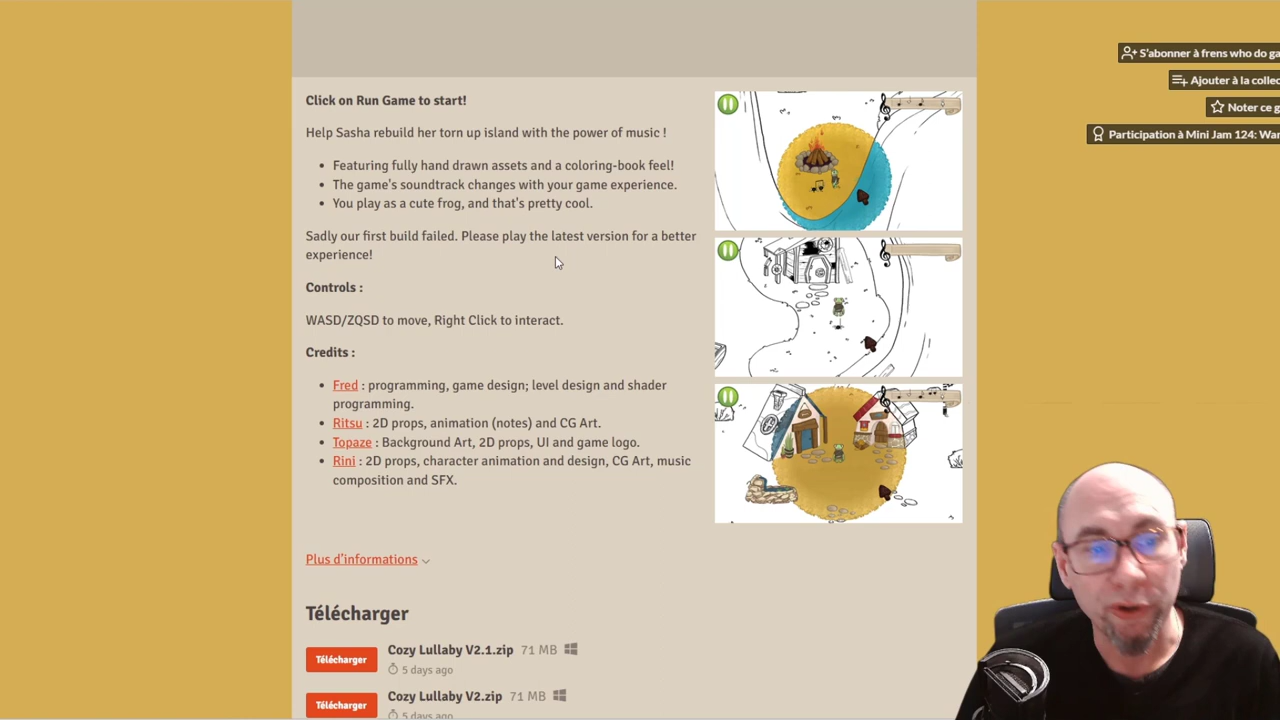 Click on Run Game to start!
Help Sasha rebuild her torn up island with the power of music !
Featuring fully hand drawn assets and a coloring-book feel!
The game's soundtrack changes with your game experience.
You play as a cute frog, and that's pretty cool.
Sadly our first build failed. Please play the latest version for a better
experience!
Controls :
WASD/ZQSD to move, Right Click to interact.
Credits :
Fred : programming, game design; level design and shader
programming.
Ritsu : 2D props, animation (notes) and CG Art.
Topaze : Background Art, 2D props, UI and game logo.
Rini : 2D props, character animation and design, CG Art, music
composition and SFX.
Plus d'informations
Télécharger
Télécharger Cozy Lullaby V2.1.zip 71 MB
5 days ago
Télécharger Cozy Lullaby V2.zip 71 MB
5 days ago
S'abonner à frens who do ga
Ajouter à la collec
Noter ce g
Participation à Mini Jam 124: War